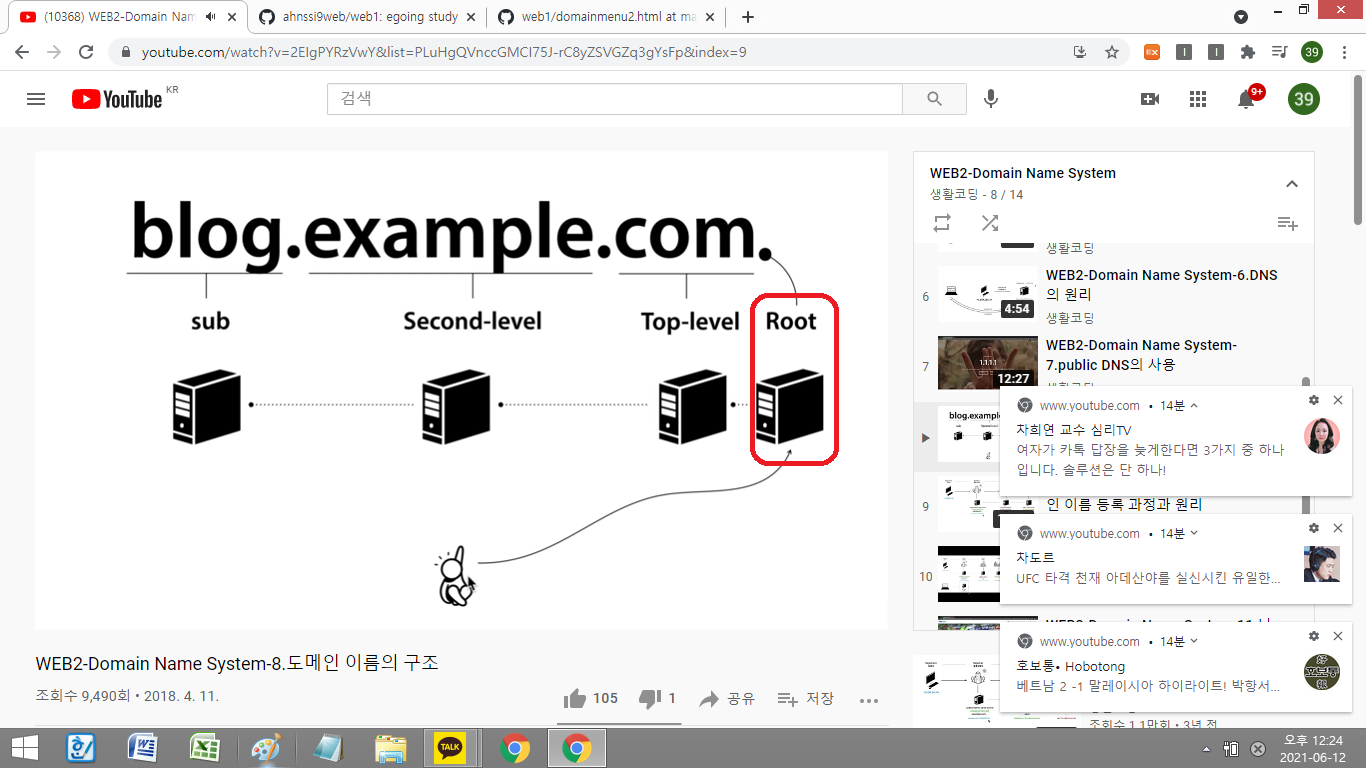 (10368) WEB2-Domain Nam
ahnssi9web/web1: egoing study
web1/domainmenu2.html at ma
youtube.com/watch?v=2EIgPYRzVwY&list=PLuHgQVnccGMCI75J-rC8yZSVGZq3gYsFp&index=9
39
YouTube KR
검색
9+
39
blog.example.com.
sub
Second-level
Top-level
Root
WEB2-Domain Name System-8.도메인 이름의 구조
조회수 9,490회 • 2018. 4. 11.
105
1
공유
저장
WEB2-Domain Name System
생활코딩 - 8 / 14
생활코딩
6
4:54
WEB2-Domain Name System-6.DNS
의 원리
생활코딩
7
1.1.1.1
12:27
WEB2-Domain Name System-
7.public DNS의 사용
blog.example
9
인 이름 등록 과정과 원리
10
www.youtube.com • 14분
차희연 교수 심리TV
여자가 카톡 답장을 늦게한다면 3가지 중 하나
입니다. 솔루션은 단 하나!
www.youtube.com • 14분
차도르
UFC 타격 천재 아데산야를 실신시킨 유일한...
www.youtube.com • 14분
호보통• Hobotong
베트남 2 -1 말레이시아 하이라이트! 박항서...
조회수 1.1만회 • 3년 전
TALK
오후 12:24
2021-06-12